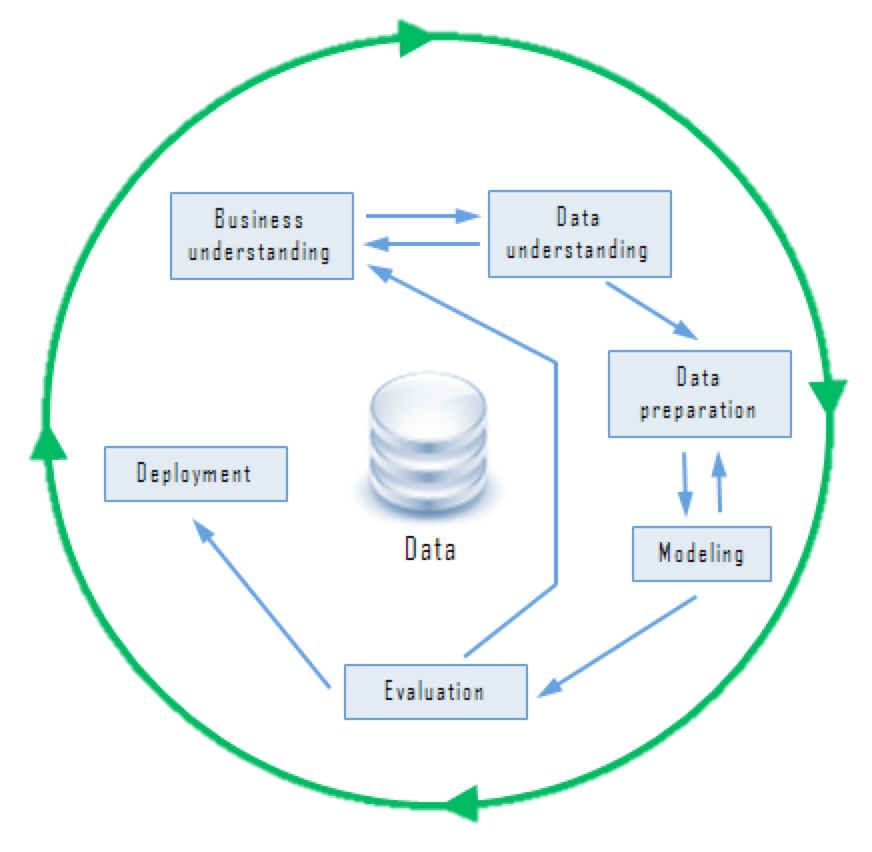 Business
understanding
Data
understanding
Data
preparation
Deployment
Data
Modeling
Evaluation